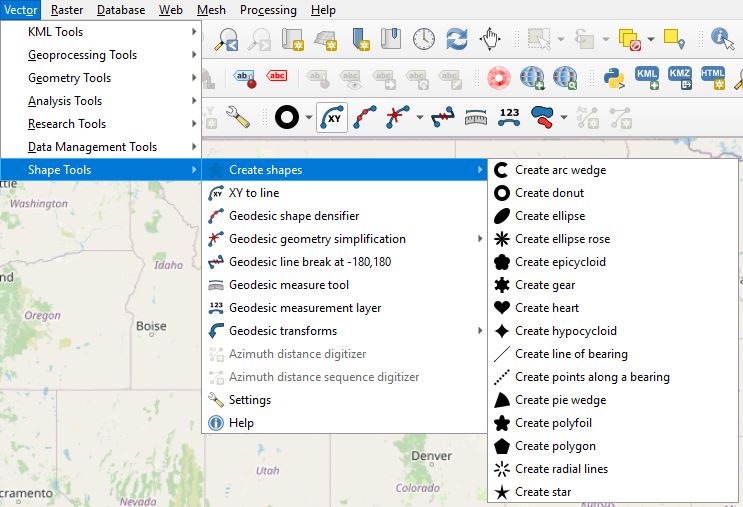 Vector Raster Database Web Mesh Processing Help
KML Tools
Geoprocessing Tools
Geometry Tools
Analysis Tools
Research Tools
Data Management Tools
Shape Tools
ab
abc
KML
KMZ
HTML
XY
123
Create shapes
XY XY to line
Geodesic shape densifier
Geodesic geometry simplification
Geodesic line break at -180,180
Geodesic measure tool
123 Geodesic measurement layer
Geodesic transforms
Azimuth distance digitizer
Azimuth distance sequence digitizer
Settings
Help
Create arc wedge
Create donut
Create ellipse
Create ellipse rose
Create epicycloid
Create gear
Create heart
Create hypocycloid
Create line of bearing
Create points along a bearing
Create pie wedge
Create polyfoil
Create polygon
Create radial lines
Create star
Washington
Idaho
Oregon
Boise
Utah
Denver
Colorado
Nevada